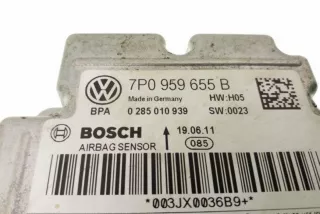 7P0 959 655 B
Made in Germany HW:H05
BPA 0 285 010 939 SW:0023
BOSCH 19.06.11
AIRBAG SENSOR 085
*003JX0036B9+*